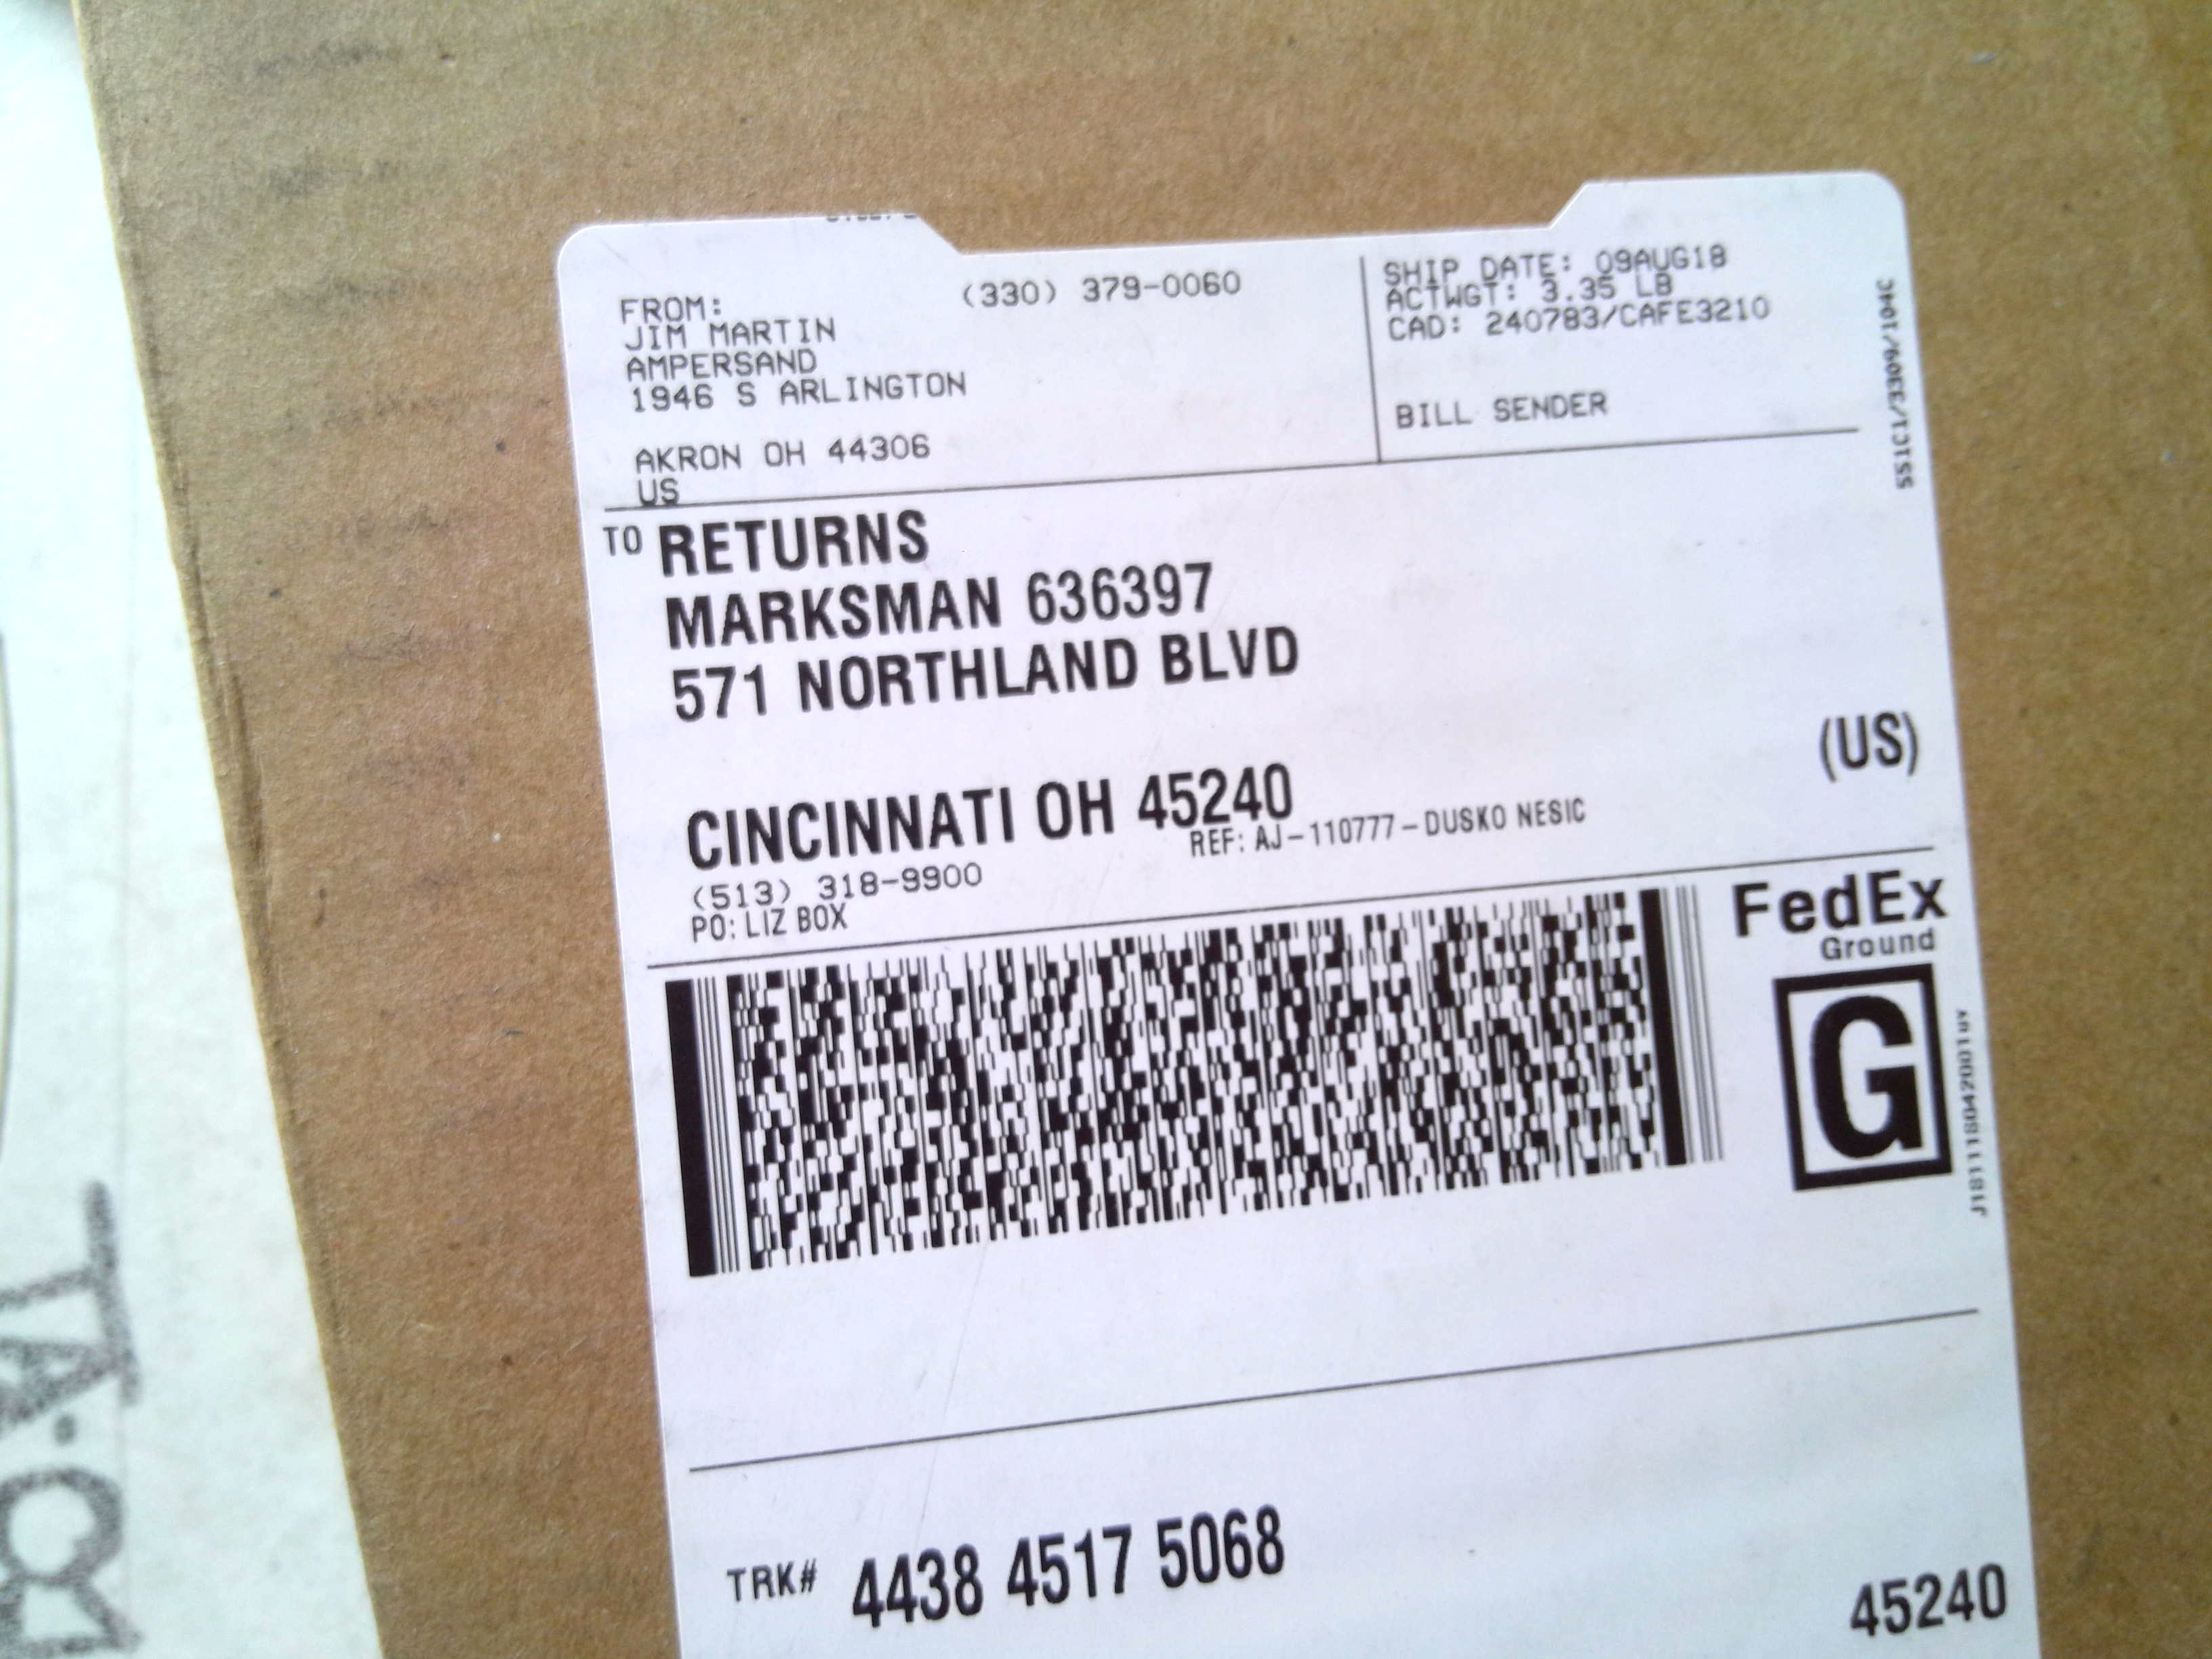 FROM:
(330) 379-0060
JIM MARTIN
AMPERSAND
1946 S ARLINGTON
AKRON OH 44306
US
SHIP DATE: 09AUG18
ACTWGT: 3.35 LB
CAD: 240783/CAFE3210
BILL SENDER
TO RETURNS
MARKSMAN 636397
571 NORTHLAND BLVD
(US)
CINCINNATI OH 45240
REF: AJ-110777-DUSKO NESIC
(513) 318-9900
PO: LIZ BOX
FedEx
Ground
G
TRK# 4438 4517 5068
45240